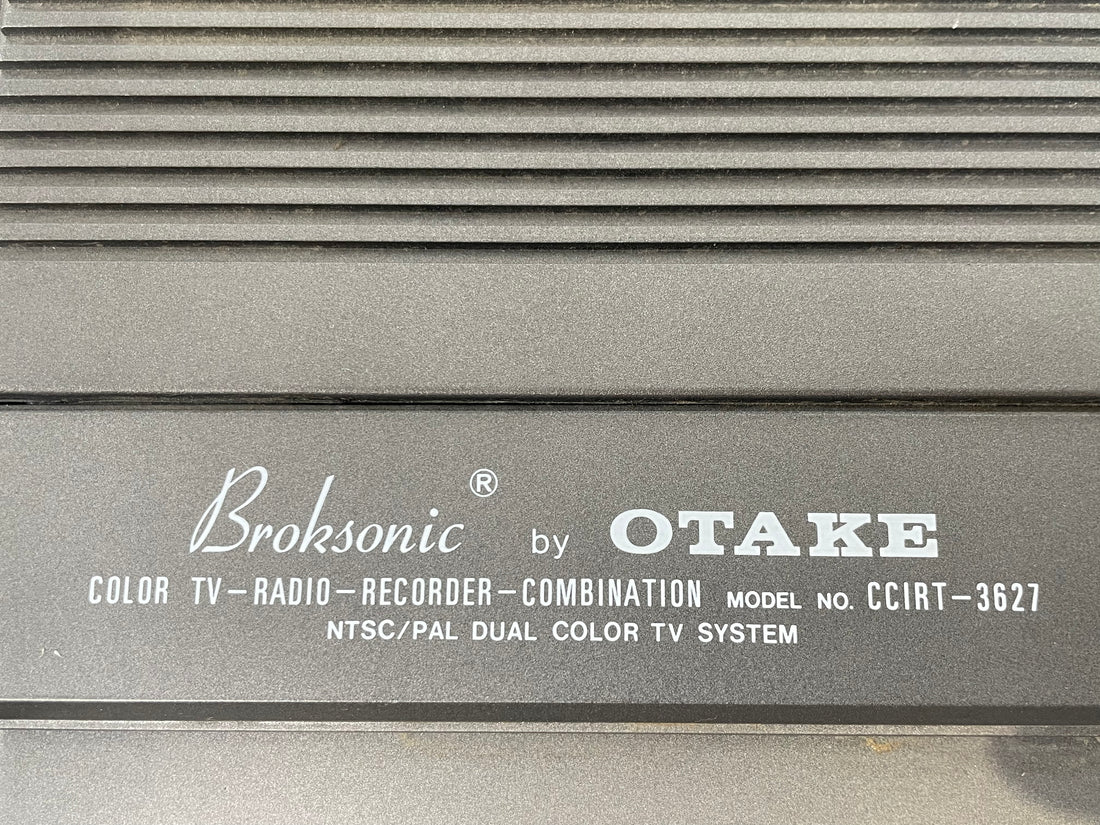 Broksonic® by OTAKE
COLOR TV–RADIO–RECORDER–COMBINATION MODEL NO. CCIRT–3627
NTSC/PAL DUAL COLOR TV SYSTEM